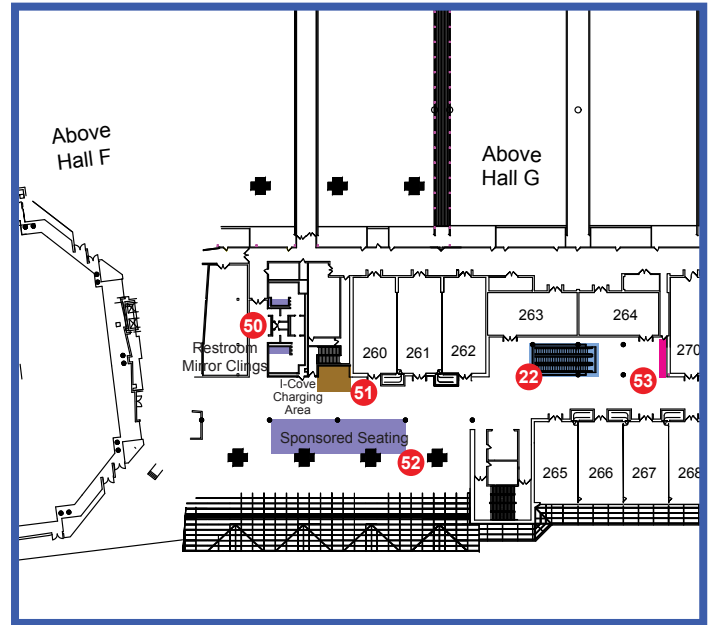 Above
Hall F
Above
Hall G
50
Restroom
Mirror Clings
I-Cove
Charging
Area
51
260
261
262
263
264
270
22
53
Sponsored Seating
52
265
266
267
268